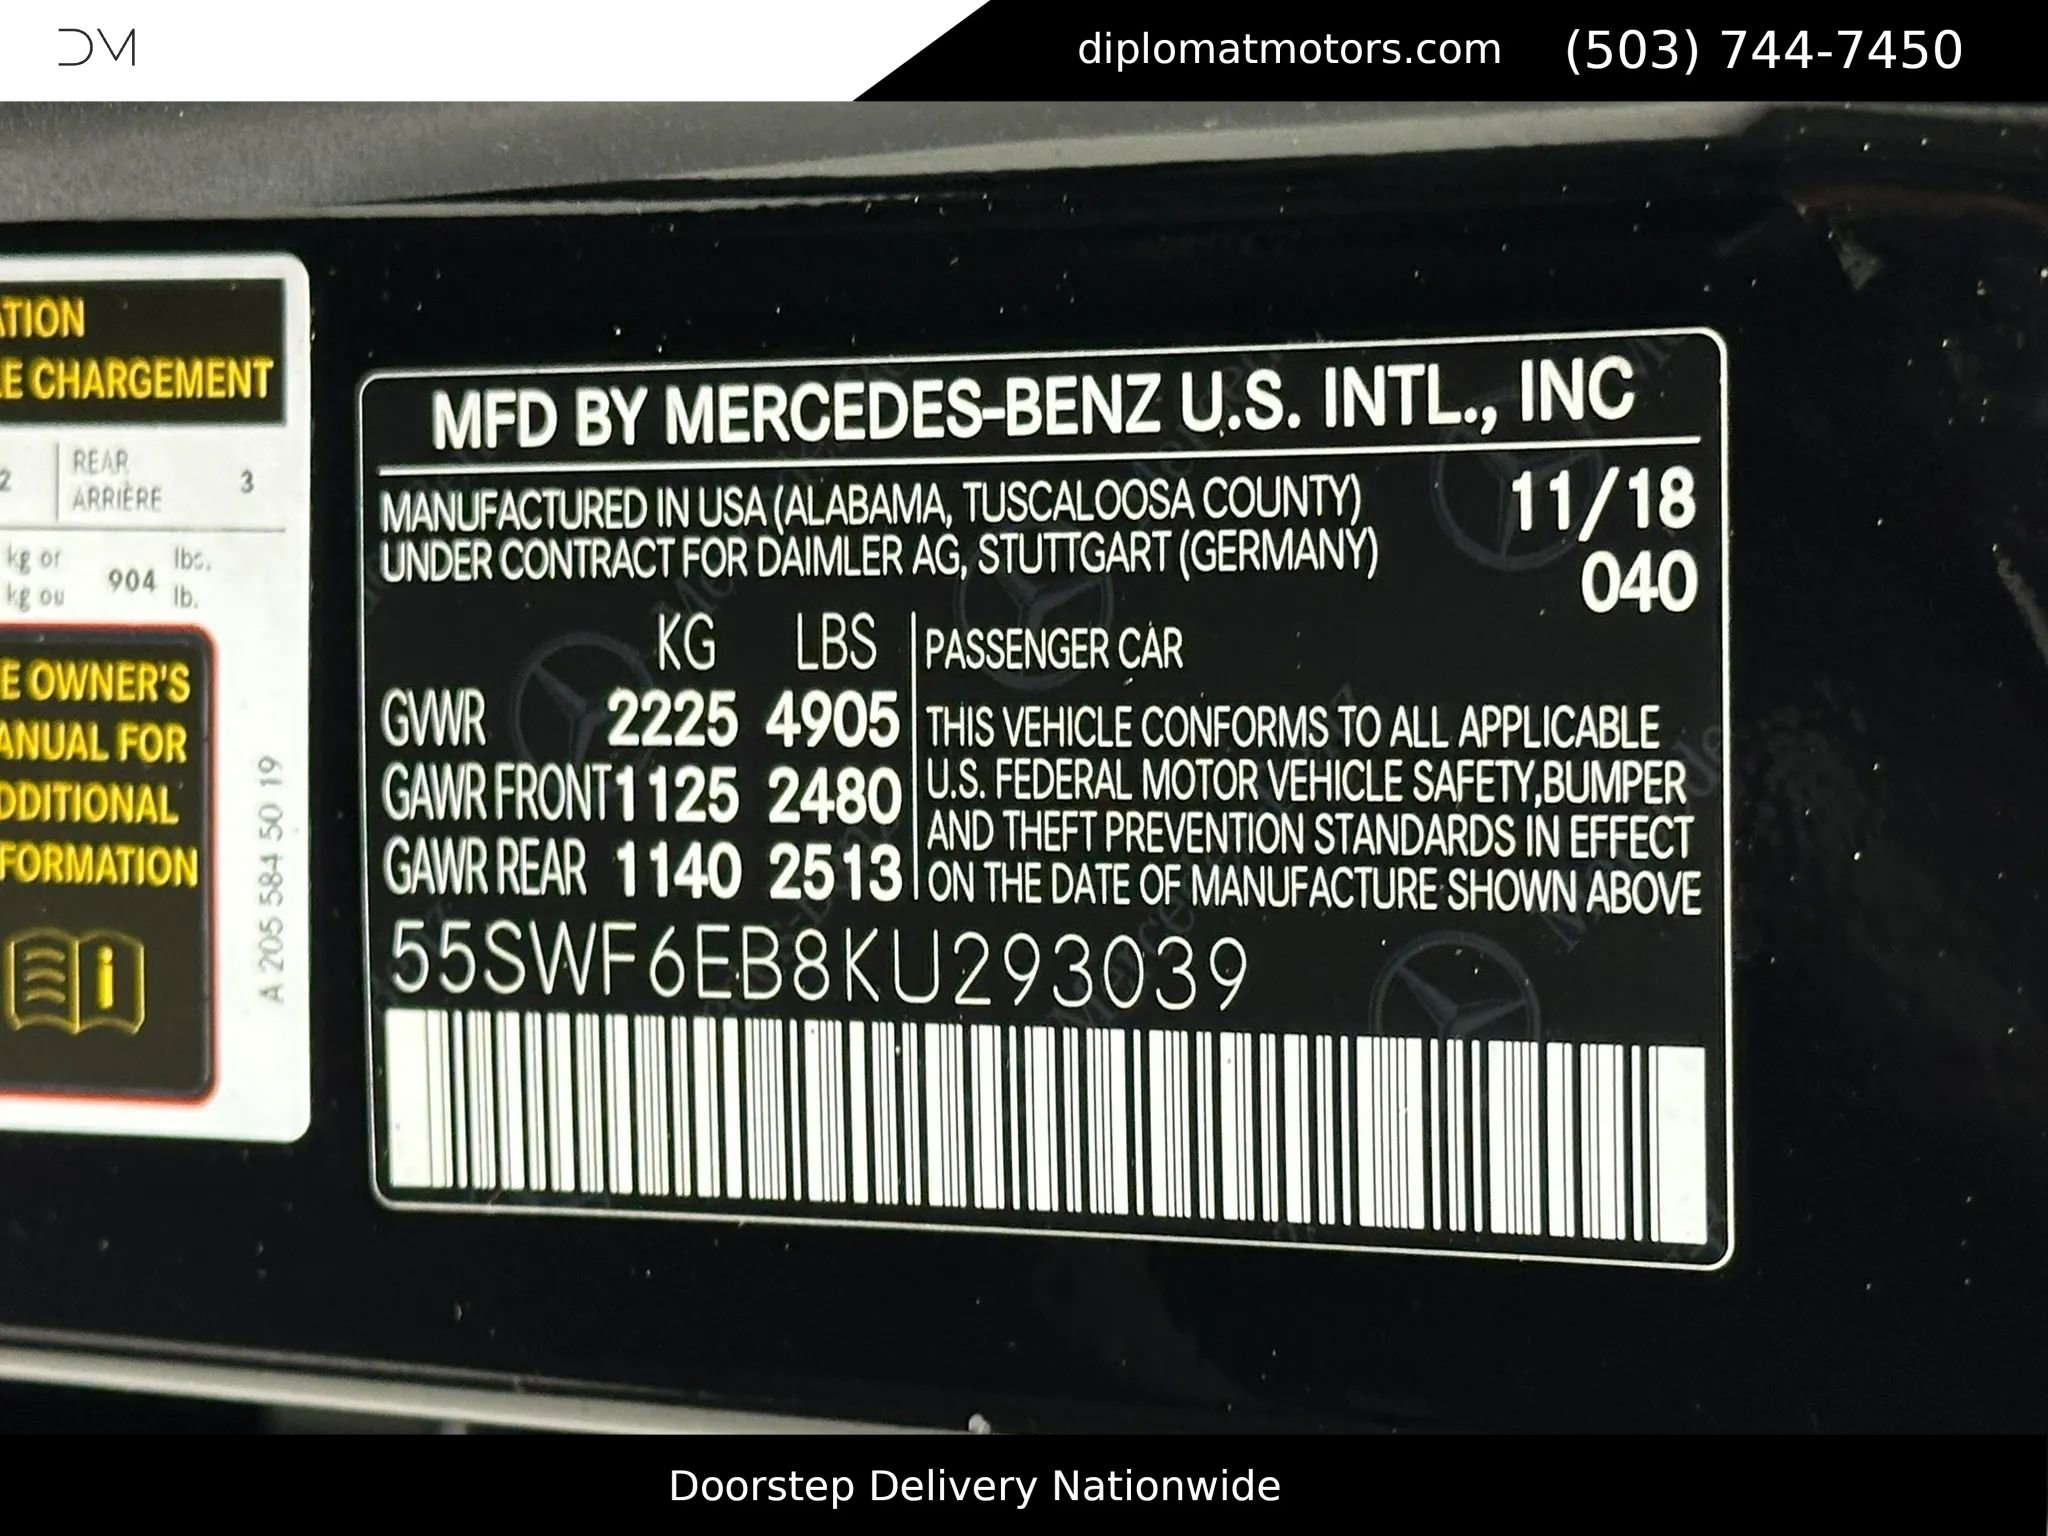 DM
diplomatmotors.com (503) 744-7450
ATION
LE CHARGEMENT
2 REAR 3
ARRIÈRE
kg or lbs.
904
kg ou lb.
E OWNER'S
ANUAL FOR
DDITIONAL
FORMATION
i
A 205 584 50 19
MFD BY MERCEDES-BENZ U.S. INTL., INC
MANUFACTURED IN USA (ALABAMA, TUSCALOOSA COUNTY) 11/18
UNDER CONTRACT FOR DAIMLER AG, STUTTGART (GERMANY)
040
KG LBS
GVWR 2225 4905
GAWR FRONT 1125 2480
GAWR REAR 1140 2513
PASSENGER CAR
THIS VEHICLE CONFORMS TO ALL APPLICABLE
U.S. FEDERAL MOTOR VEHICLE SAFETY,BUMPER
AND THEFT PREVENTION STANDARDS IN EFFECT
ON THE DATE OF MANUFACTURE SHOWN ABOVE
55SWF6EB8KU293039
Doorstep Delivery Nationwide